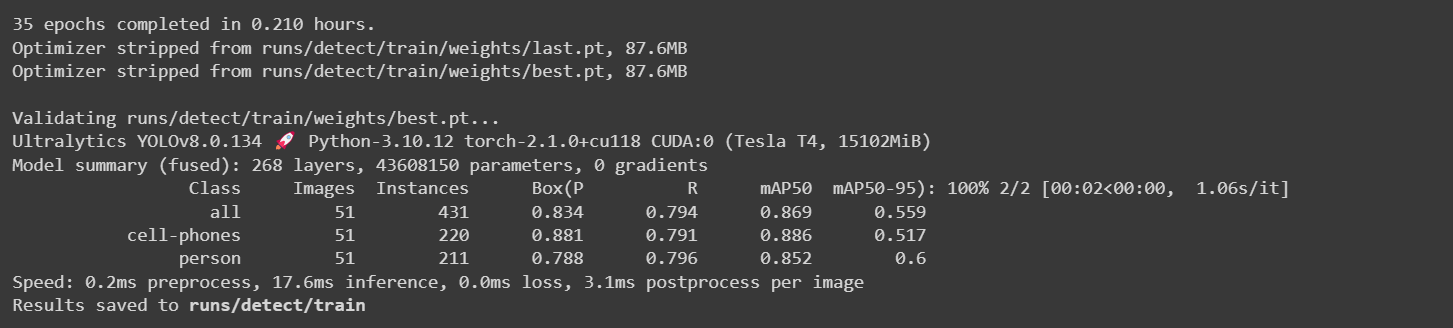 35 epochs completed in 0.210 hours.
Optimizer stripped from runs/detect/train/weights/last.pt, 87.6MB
Optimizer stripped from runs/detect/train/weights/best.pt, 87.6MB
Validating runs/detect/train/weights/best.pt...
Ultralytics YOLOv8.0.134 🚀 Python-3.10.12 torch-2.1.0+cu118 CUDA:0 (Tesla T4, 15102MiB)
Model summary (fused): 268 layers, 43608150 parameters, 0 gradients
Class Images Instances Box(P R mAP50 mAP50-95): 100% 2/2 [00:02<00:00, 1.06s/it]
all 51 431 0.834 0.794 0.869 0.559
cell-phones 51 220 0.881 0.791 0.886 0.517
person 51 211 0.788 0.796 0.852 0.6
Speed: 0.2ms preprocess, 17.6ms inference, 0.0ms loss, 3.1ms postprocess per image
Results saved to runs/detect/train